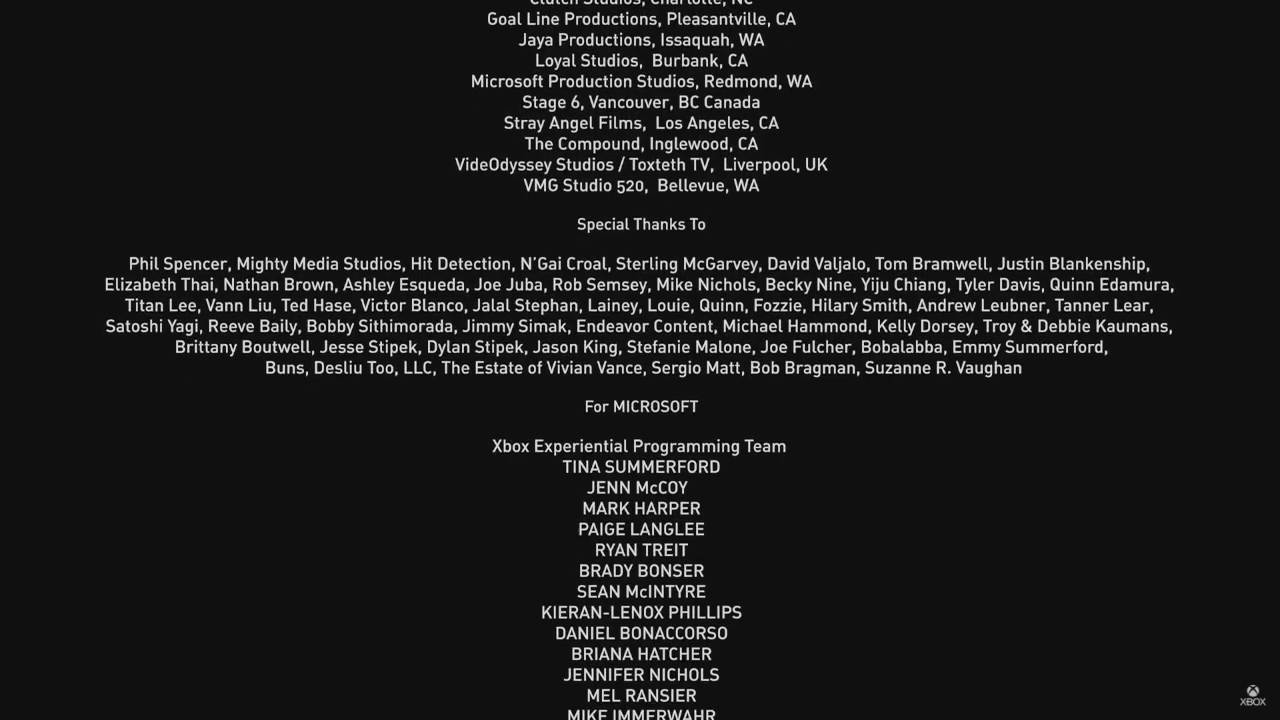 Clutch Studios, Charlotte, NC
Goal Line Productions, Pleasantville, CA
Jaya Productions, Issaquah, WA
Loyal Studios,  Burbank, CA
Microsoft Production Studios, Redmond, WA
Stage 6, Vancouver, BC Canada
Stray Angel Films,  Los Angeles, CA
The Compound, Inglewood, CA
VideOdyssey Studios / Toxteth TV,  Liverpool, UK
VMG Studio 520,  Bellevue, WA
Special Thanks To
Phil Spencer, Mighty Media Studios, Hit Detection, N'Gai Croal, Sterling McGarvey, David Valjalo, Tom Bramwell, Justin Blankenship,
Elizabeth Thai, Nathan Brown, Ashley Esqueda, Joe Juba, Rob Semsey, Mike Nichols, Becky Nine, Yiju Chiang, Tyler Davis, Quinn Edamura,
Titan Lee, Vann Liu, Ted Hase, Victor Blanco, Jalal Stephan, Lainey, Louie, Quinn, Fozzie, Hilary Smith, Andrew Leubner, Tanner Lear,
Satoshi Yagi, Reeve Baily, Bobby Sithimorada, Jimmy Simak, Endeavor Content, Michael Hammond, Kelly Dorsey, Troy & Debbie Kaumans,
Brittany Boutwell, Jesse Stipek, Dylan Stipek, Jason King, Stefanie Malone, Joe Fulcher, Bobalabba, Emmy Summerford,
Buns, Desliu Too, LLC, The Estate of Vivian Vance, Sergio Matt, Bob Bragman, Suzanne R. Vaughan
For MICROSOFT
Xbox Experiential Programming Team
TINA SUMMERFORD
JENN McCOY
MARK HARPER
PAIGE LANGLEE
RYAN TREIT
BRADY BONSER
SEAN McINTYRE
KIERAN-LENOX PHILLIPS
DANIEL BONACCORSO
BRIANA HATCHER
JENNIFER NICHOLS
MEL RANSIER
MIKE IMMERWAHR
XBOX